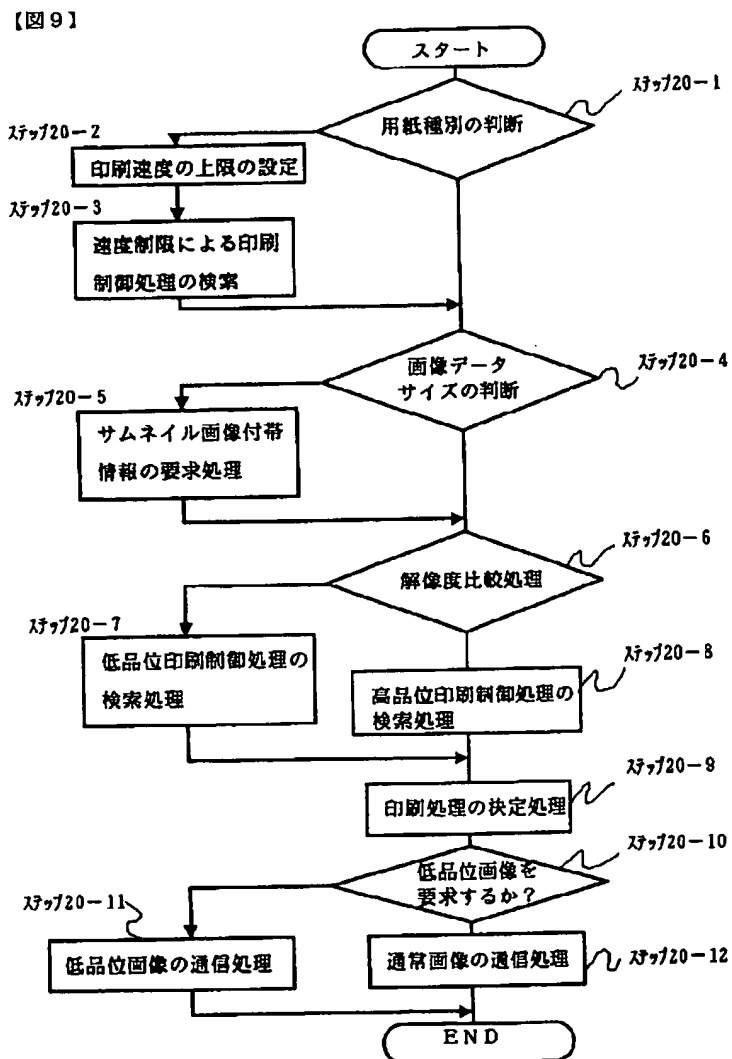 【図9】
スタート
ステップ20-1
用紙種別の判断
ステップ20-2
印刷速度の上限の設定
ステップ20-3
速度制限による印刷
制御処理の検索
画像データ
サイズの判断
ステップ20-4
ステップ20-5
サムネイル画像付帯
情報の要求処理
ステップ20-6
解像度比較処理
ステップ20-7
低品位印刷制御処理の
検索処理
ステップ20-8
高品位印刷制御処理の
検索処理
ステップ20-9
印刷処理の決定処理
ステップ20-10
低品位画像を
要求するか?
ステップ20-11
低品位画像の通信処理
通常画像の通信処理
ステップ20-12
END